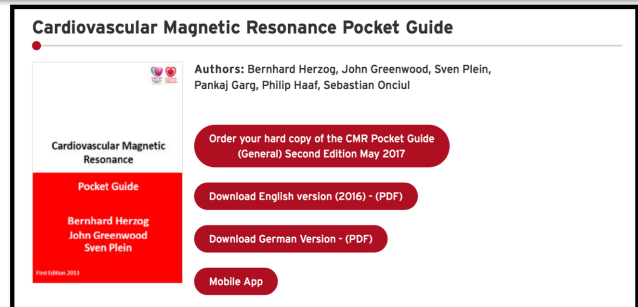 Cardiovascular Magnetic Resonance Pocket Guide
Authors: Bernhard Herzog, John Greenwood, Sven Plein,
Pankaj Garg, Philip Haaf, Sebastian Onciul
Cardiovascular Magnetic
Resonance
Pocket Guide
Bernhard Herzog
John Greenwood
Sven Plein
First Edition 2013
Order your hard copy of the CMR Pocket Guide
(General) Second Edition May 2017
Download English version (2016) - (PDF)
Download German Version - (PDF)
Mobile App